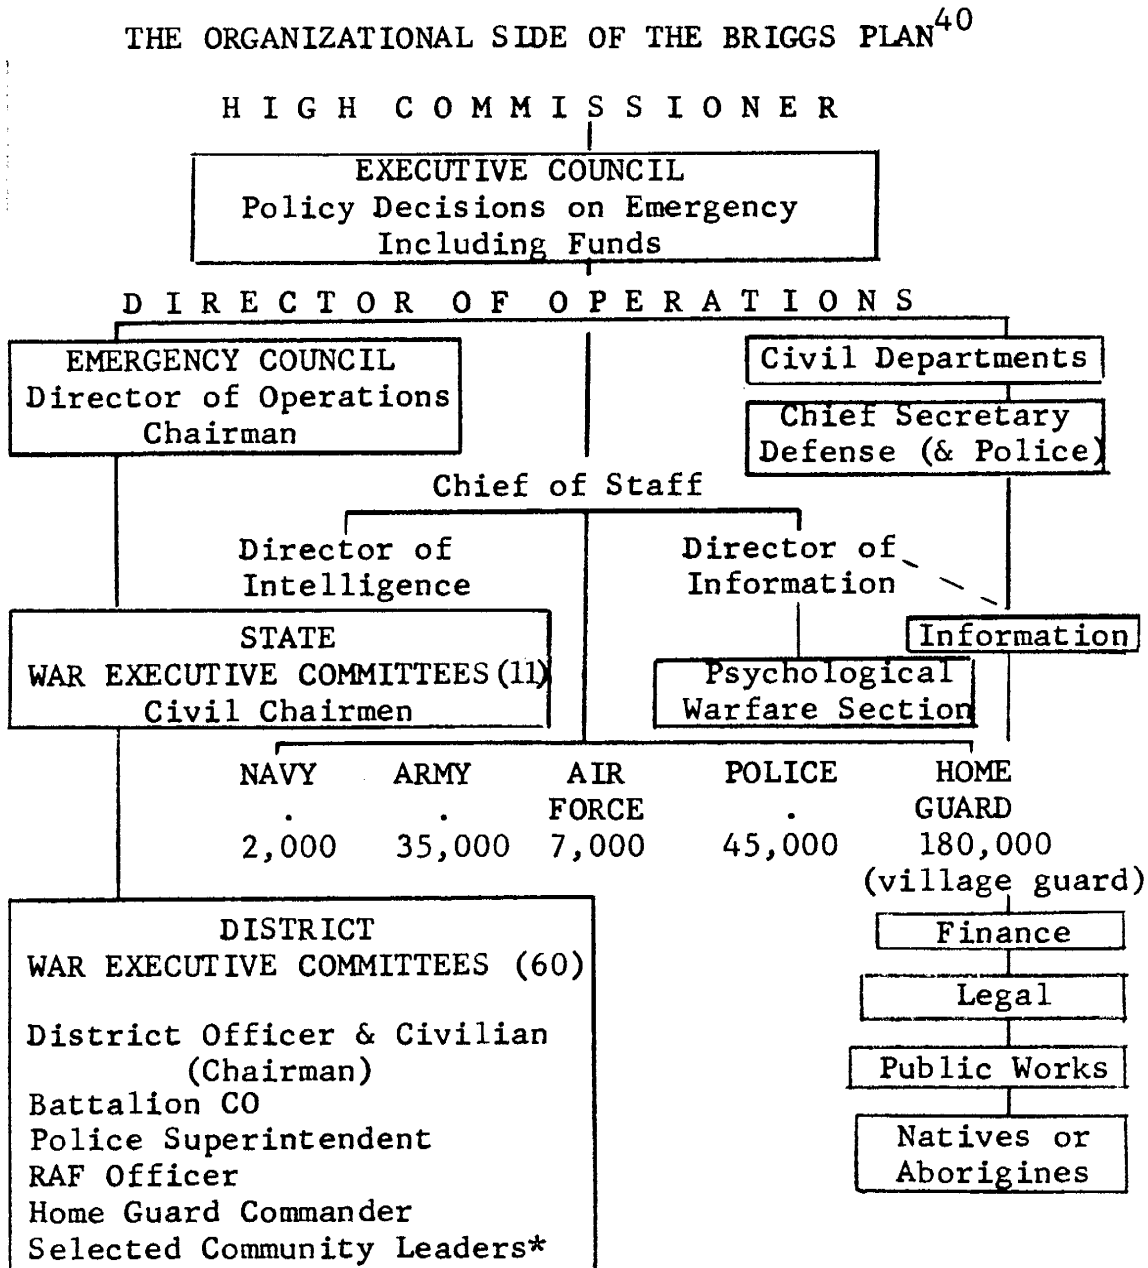 THE ORGANIZATIONAL SIDE OF THE BRIGGS PLAN40
HIGH COMMISSIONER
EXECUTIVE COUNCIL
Policy Decisions on Emergency
Including Funds
DIRECTOR OF OPERATIONS
EMERGENCY COUNCIL
Director of Operations
Chairman
Civil Departments
Chief Secretary
Defense (& Police)
Chief of Staff
Director of
Intelligence
Director of
Information
STATE
WAR EXECUTIVE COMMITTEES (11)
Civil Chairmen
Information
Psychological
Warfare Section
NAVY ARMY AIR POLICE HOME
. . FORCE . GUARD
2,000 35,000 7,000 45,000 180,000
(village guard)
DISTRICT
WAR EXECUTIVE COMMITTEES (60)
District Officer & Civilian
(Chairman)
Battalion CO
Police Superintendent
RAF Officer
Home Guard Commander
Selected Community Leaders*
Finance
Legal
Public Works
Natives or
Aborigines